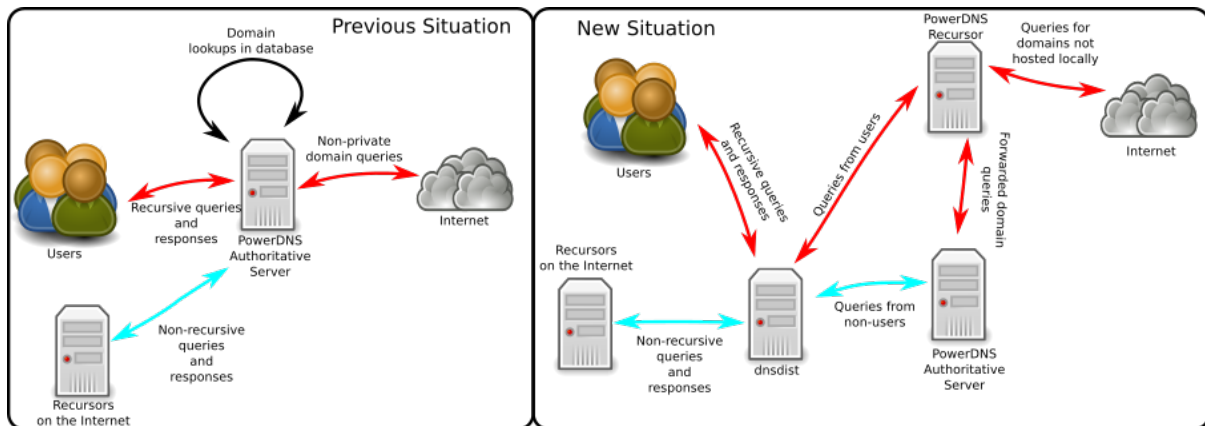 Previous Situation
Domain
lookups in database
Non-private
domain queries
Users
Recursive queries
and
responses
PowerDNS
Authoritative
Server
Internet
Non-recursive
queries
and
responses
Recursors
on the Internet
New Situation
PowerDNS
Recursor
Queries for
domains not
hosted locally
Internet
Users
Recursive queries
and responses
Queries from users
Forwarded domain
queries
Recursors
on the Internet
Non-recursive
queries
and responses
dnsdist
Queries from
non-users
PowerDNS
Authoritative
Server